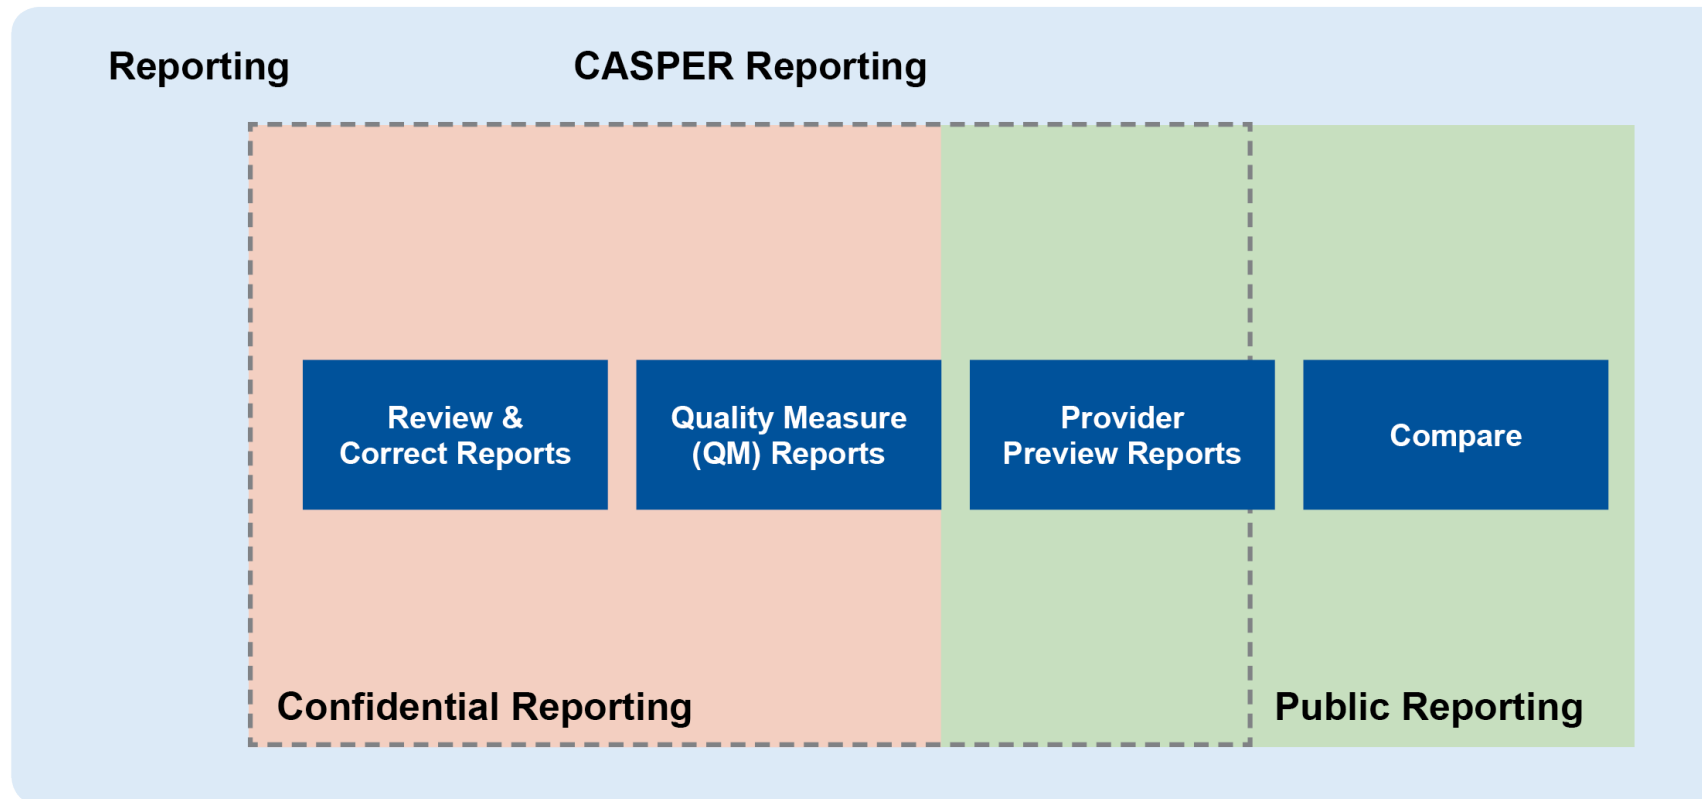 Reporting
CASPER Reporting
Review &
Correct Reports
Quality Measure
(QM) Reports
Provider
Preview Reports
Compare
Confidential Reporting
Public Reporting